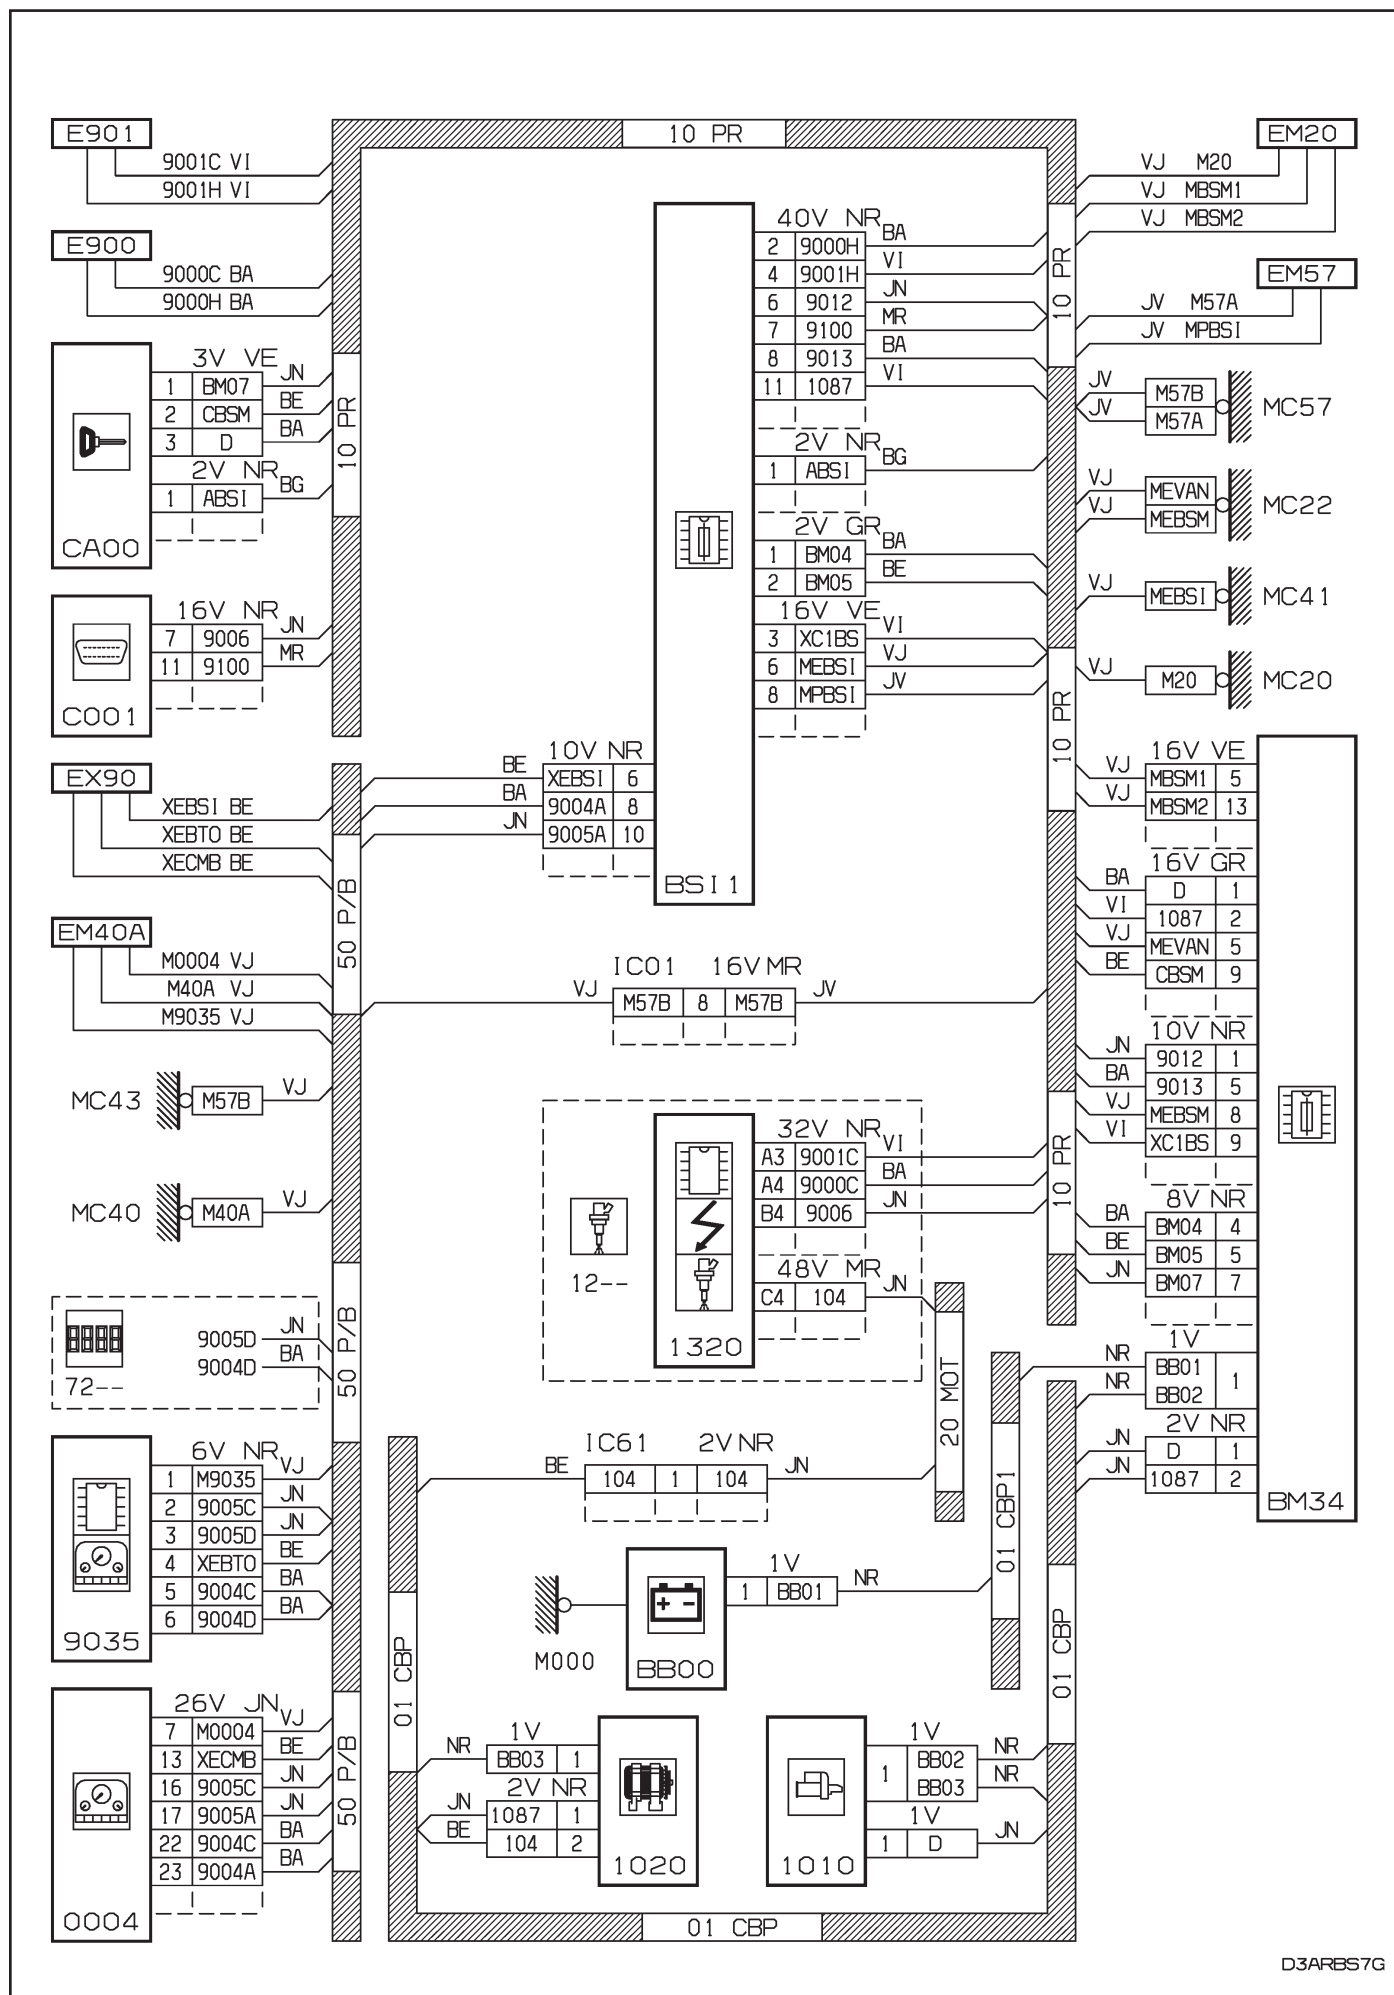 10 PR
E901
9001C VI
9001H VI
E900
9000C BA
9000H BA
3V VE
1 BM07 JN
2 CBSM BE
3 D BA
2V NR
1 ABSI BG
CA00
10 PR
16V NR
7 9006 JN
11 9100 MR
C001
EX90
XEBSI BE
XEBTO BE
XECMB BE
50 P/B
EM40A
M0004 VJ
M40A VJ
M9035 VJ
MC43 M57B VJ
MC40 M40A VJ
50 P/B
9005D JN
9004D BA
72--
6V NR
1 M9035 VJ
2 9005C JN
3 9005D JN
4 XEBTO BE
5 9004C BA
6 9004D BA
9035
26V JN
7 M0004 VJ
13 XECMB BE
16 9005C JN
17 9005A JN
22 9004C BA
23 9004A BA
0004
50 P/B
40V NR
2 9000H BA
4 9001H VI
6 9012 JN
7 9100 MR
8 9013 BA
11 1087 VI
2V NR
1 ABSI BG
2V GR
1 BM04 BA
2 BM05 BE
16V VE
3 XC1BS VI
6 MEBSI VJ
8 MPBSI JV
10V NR
BE XEBSI 6
BA 9004A 8
JN 9005A 10
BSI1
IC01 16V MR
VJ M57B 8 M57B JV
32V NR
A3 9001C VI
A4 9000C BA
B4 9006 JN
48V MR
C4 104 JN
12--
1320
20 MOT
IC61 2V NR
BE 104 1 104 JN
1V
1 BB01 NR
M000
BB00
01 CBP1
01 CBP
1V
NR BB03 1
2V NR
JN 1087 1
BE 104 2
1020
1V
1 BB02 NR
BB03 NR
1V
1 D JN
1010
01 CBP
01 CBP
EM20
VJ M20
VJ MBSM1
VJ MBSM2
10 PR
EM57
JV M57A
JV MPBSI
JV M57B
JV M57A
MC57
VJ MEVAN
VJ MEBSM
MC22
VJ MEBSI MC41
VJ M20 MC20
10 PR
16V VE
VJ MBSM1 5
VJ MBSM2 13
16V GR
BA D 1
VI 1087 2
VJ MEVAN 5
BE CBSM 9
10V NR
JN 9012 1
BA 9013 5
VJ MEBSM 8
VI XC1BS 9
10 PR
8V NR
BA BM04 4
BE BM05 5
JN BM07 7
1V
NR BB01
NR BB02 1
2V NR
JN D 1
JN 1087 2
BM34
D3ARBS7G